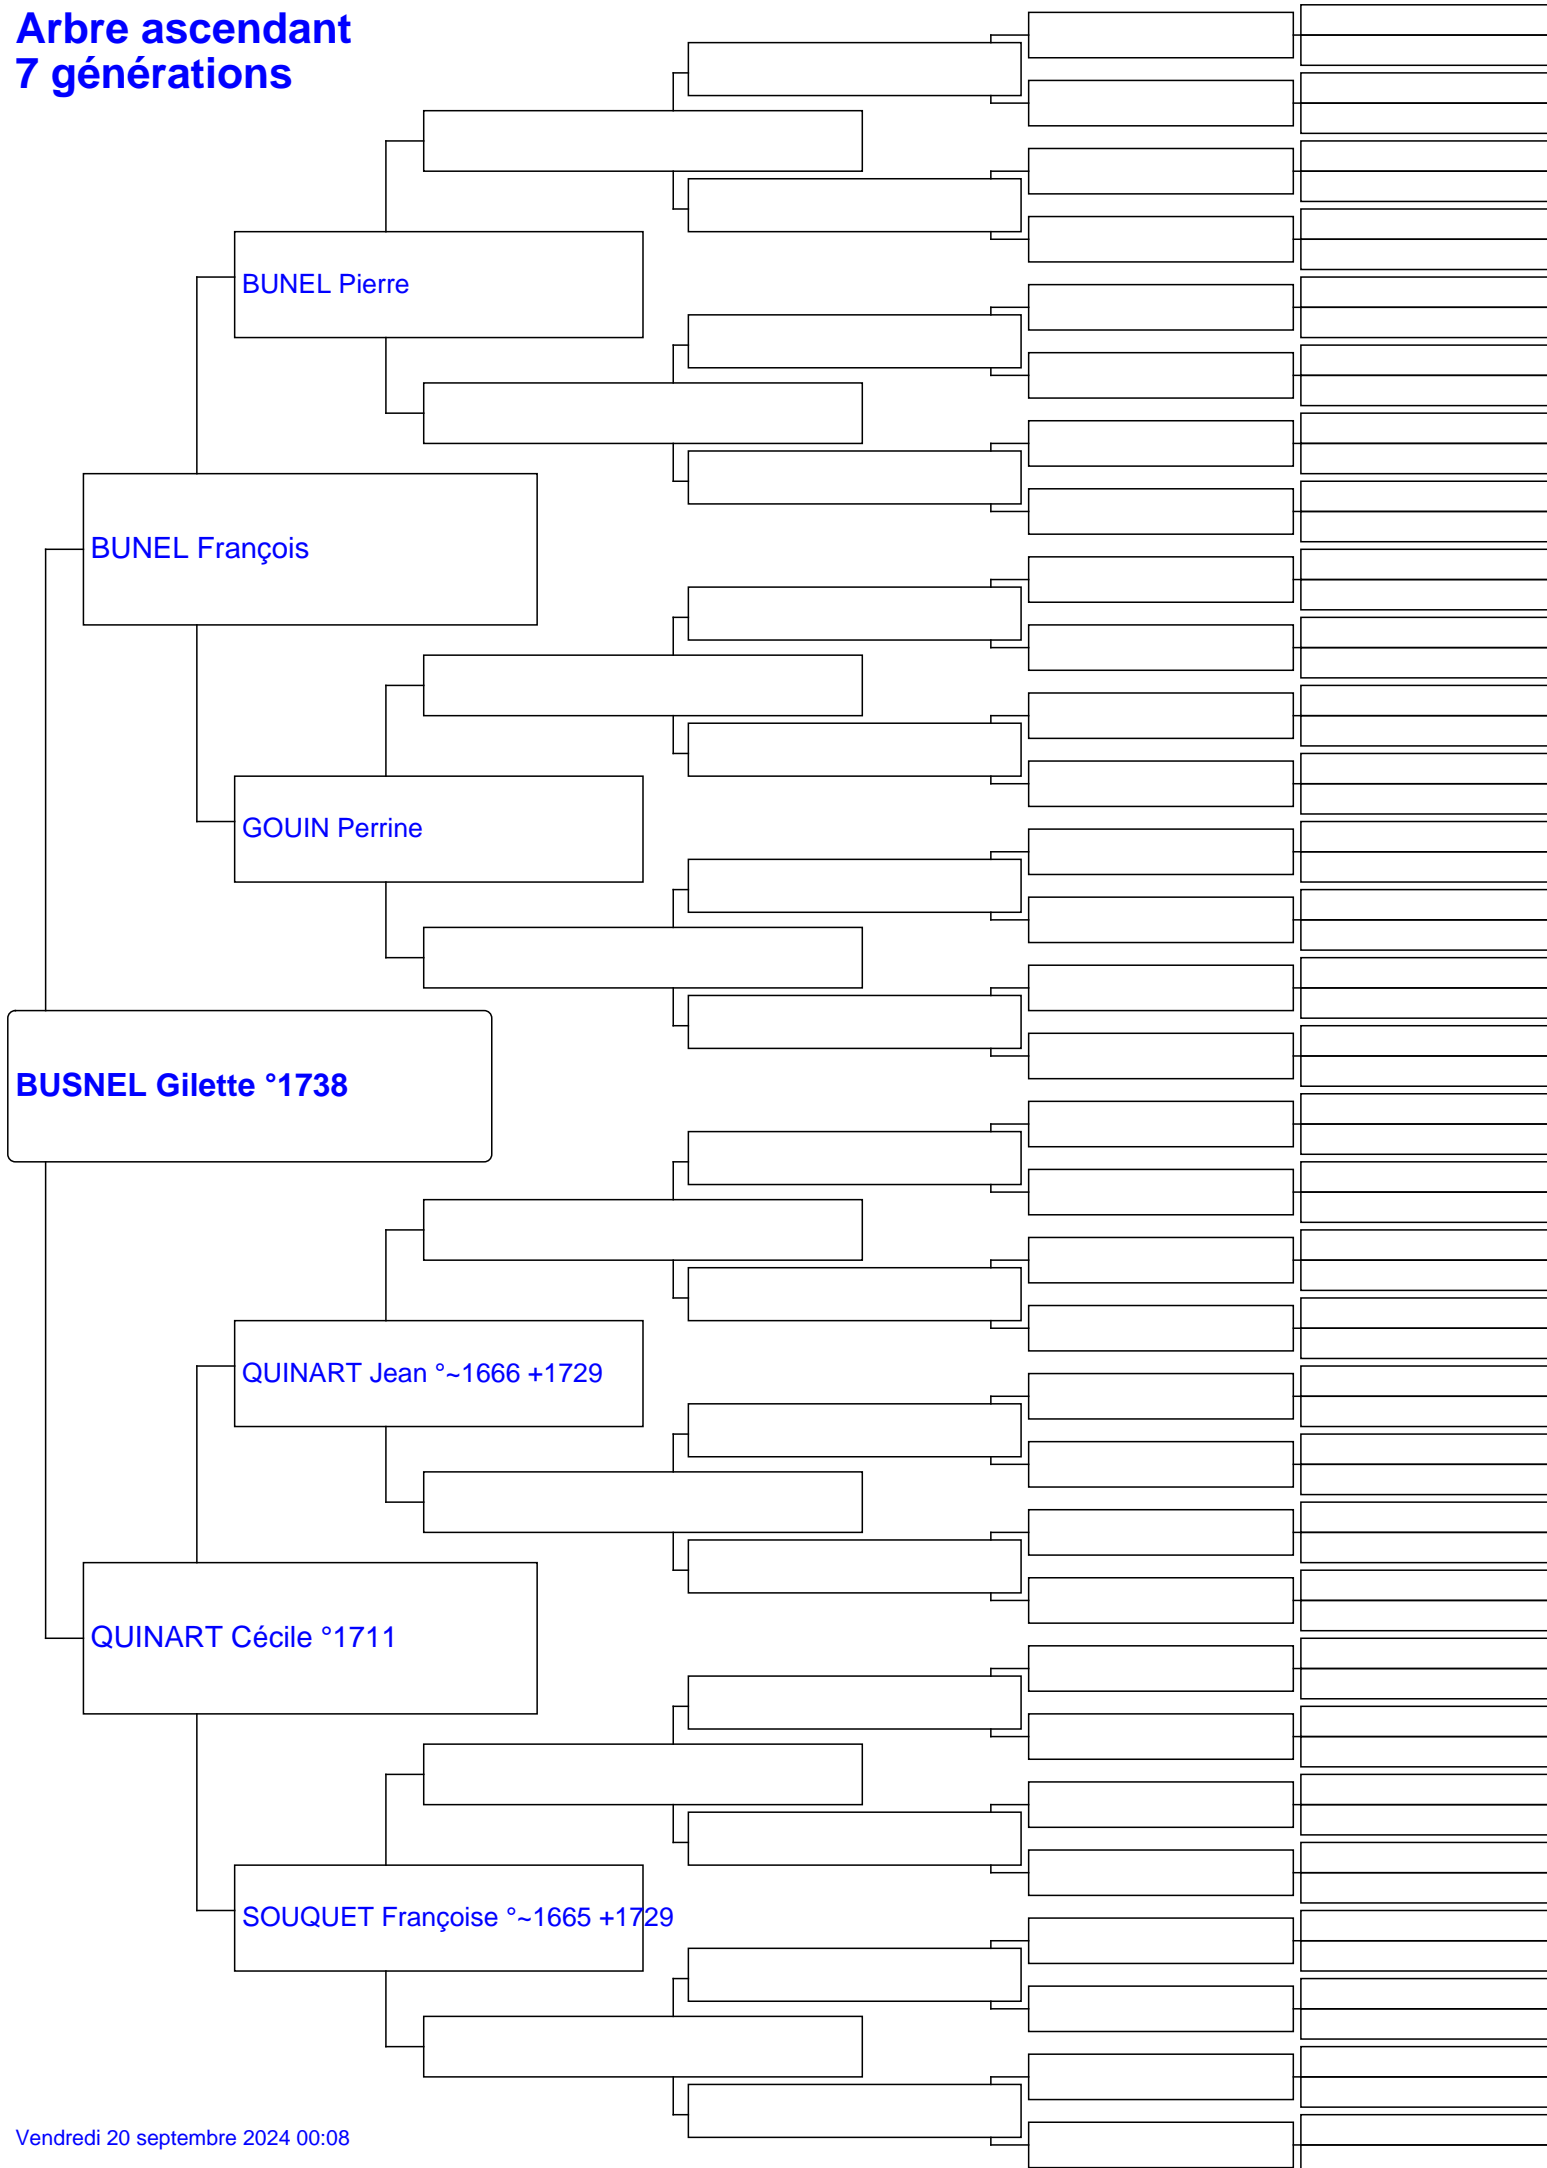 Arbre ascendant
7 générations
BUNEL Pierre
BUNEL François
GOUIN Perrine
BUSNEL Gilette °1738
QUINART Jean °~1666 +1729
QUINART Cécile °1711
SOUQUET Françoise °~1665 +1729
Vendredi 20 septembre 2024 00:08